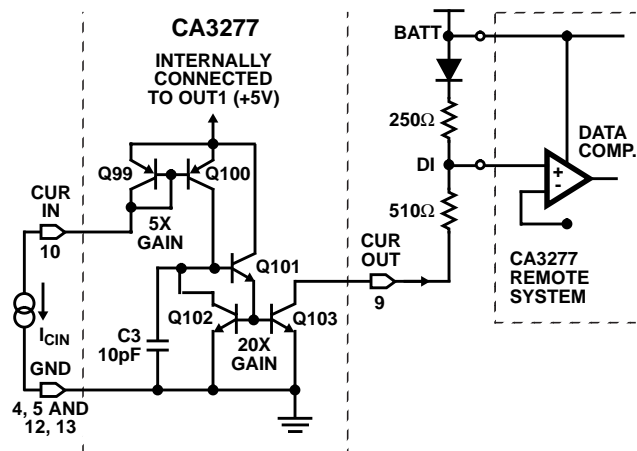 CA3277
INTERNALLY
CONNECTED
TO OUT1 (+5V)
Q99
Q100
5X
GAIN
CUR
IN
10
I_CIN
GND
4, 5 AND
12, 13
C3
10pF
Q101
Q102
Q103
20X
GAIN
CUR
OUT
9
BATT
250Ω
DI
510Ω
DATA
COMP.
+
-
CA3277
REMOTE
SYSTEM